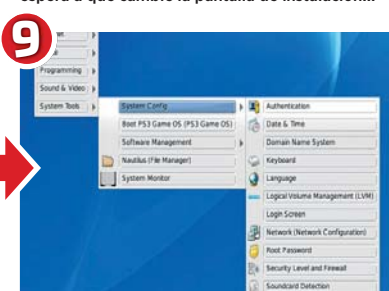 espera a que cambie la pantalla de instalación...
9
Programming
Sound & Video
System Tools
System Config
Boot PS3 Game OS (PS3 Game OS)
Software Management
Nautilus (File Manager)
System Monitor
Authentication
Date & Time
Domain Name System
Keyboard
Language
Logical Volume Management (LVM)
Login Screen
Network (Network Configuration)
Root Password
Security Level and Firewall
Soundcard Detection